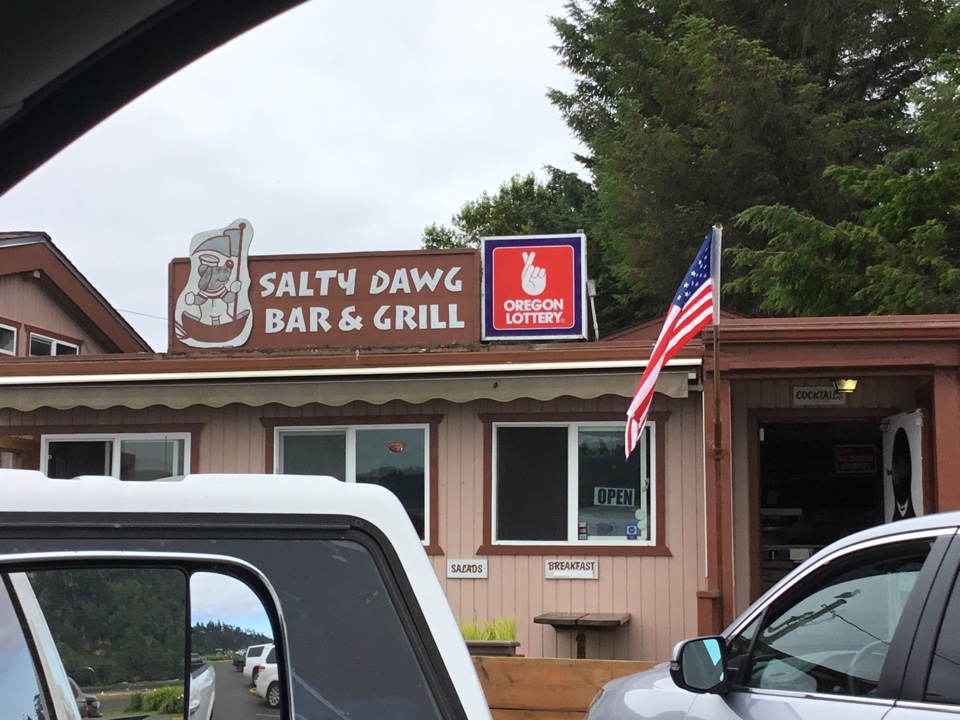 SALTY DAWG
BAR & GRILL
OREGON
LOTTERY
COCKTAILS
OPEN
SALADS
BREAKFAST